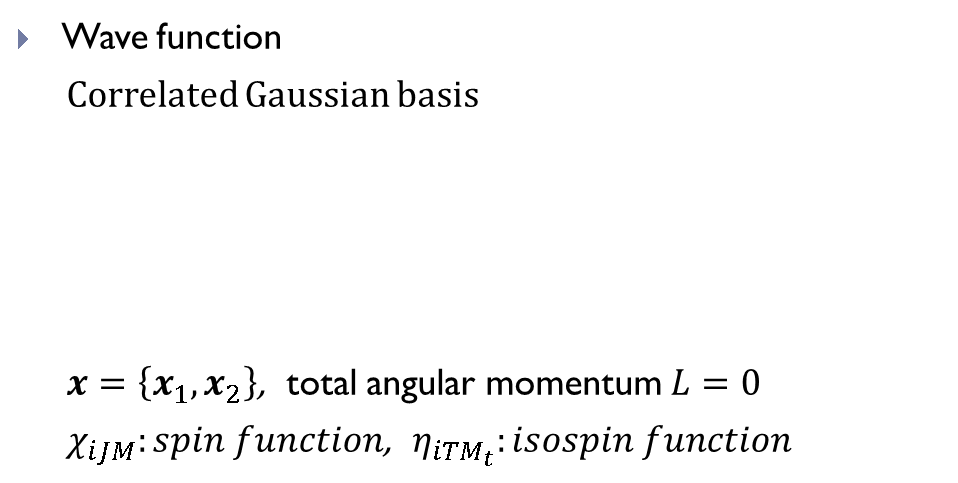 Wave function
Correlated Gaussian basis
𝒙 = {𝒙₁, 𝒙₂}, total angular momentum 𝐿 = 0
𝜒_{𝑖𝐽𝑀}: 𝑠𝑝𝑖𝑛 𝑓𝑢𝑛𝑐𝑡𝑖𝑜𝑛, 𝜂_{𝑖𝑇𝑀_𝑡}: 𝑖𝑠𝑜𝑠𝑝𝑖𝑛 𝑓𝑢𝑛𝑐𝑡𝑖𝑜𝑛